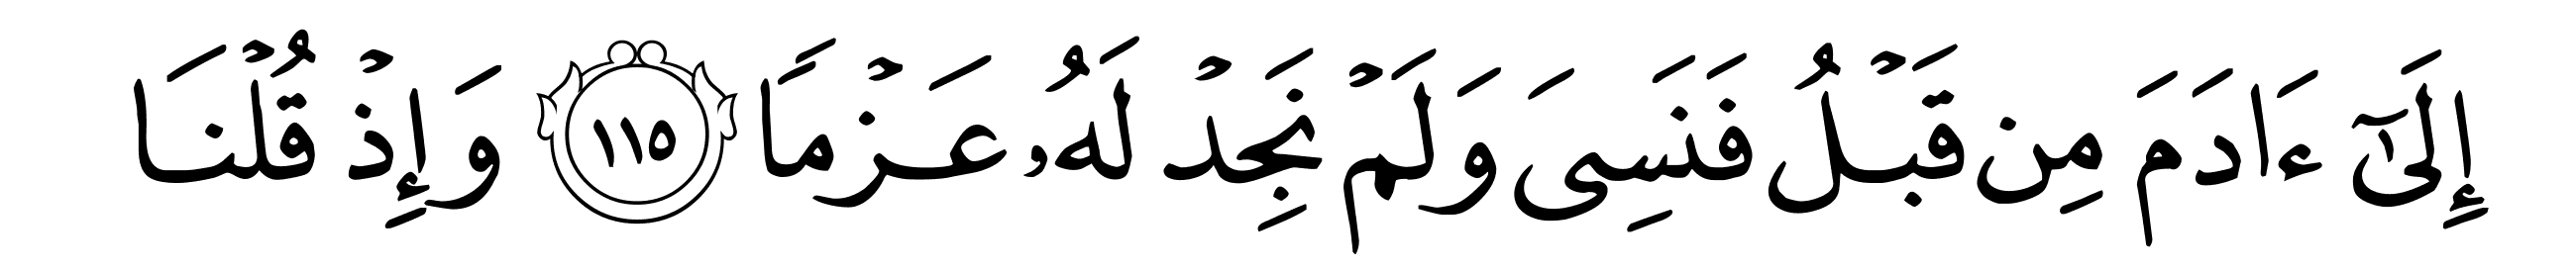 إِلَىٰٓ ءَادَمَ مِن قَبْلُ فَنَسِىَ وَلَمْ نَجِدْ لَهُۥ عَزْمًا ١١٥ وَإِذْ قُلْنَا